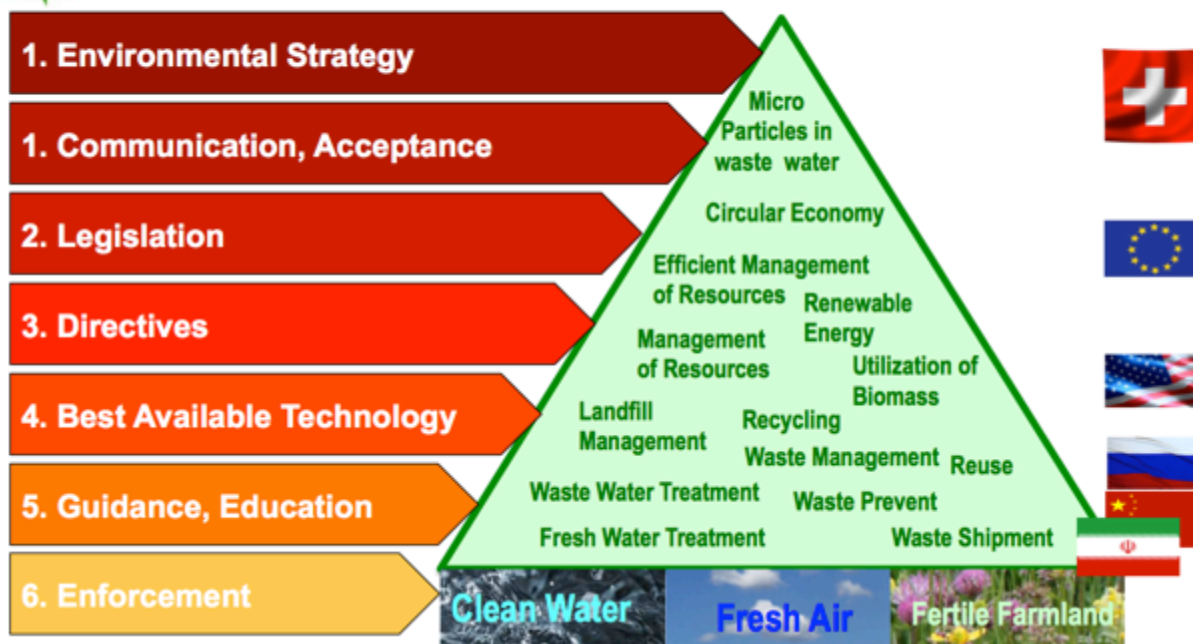 1. Environmental Strategy
1. Communication, Acceptance
2. Legislation
3. Directives
4. Best Available Technology
5. Guidance, Education
6. Enforcement
Micro
Particles in
waste water
Circular Economy
Efficient Management
of Resources
Renewable
Energy
Management
of Resources
Utilization of
Biomass
Landfill
Management
Recycling
Waste Management
Reuse
Waste Water Treatment
Waste Prevent
Fresh Water Treatment
Waste Shipment
Clean Water
Fresh Air
Fertile Farmland